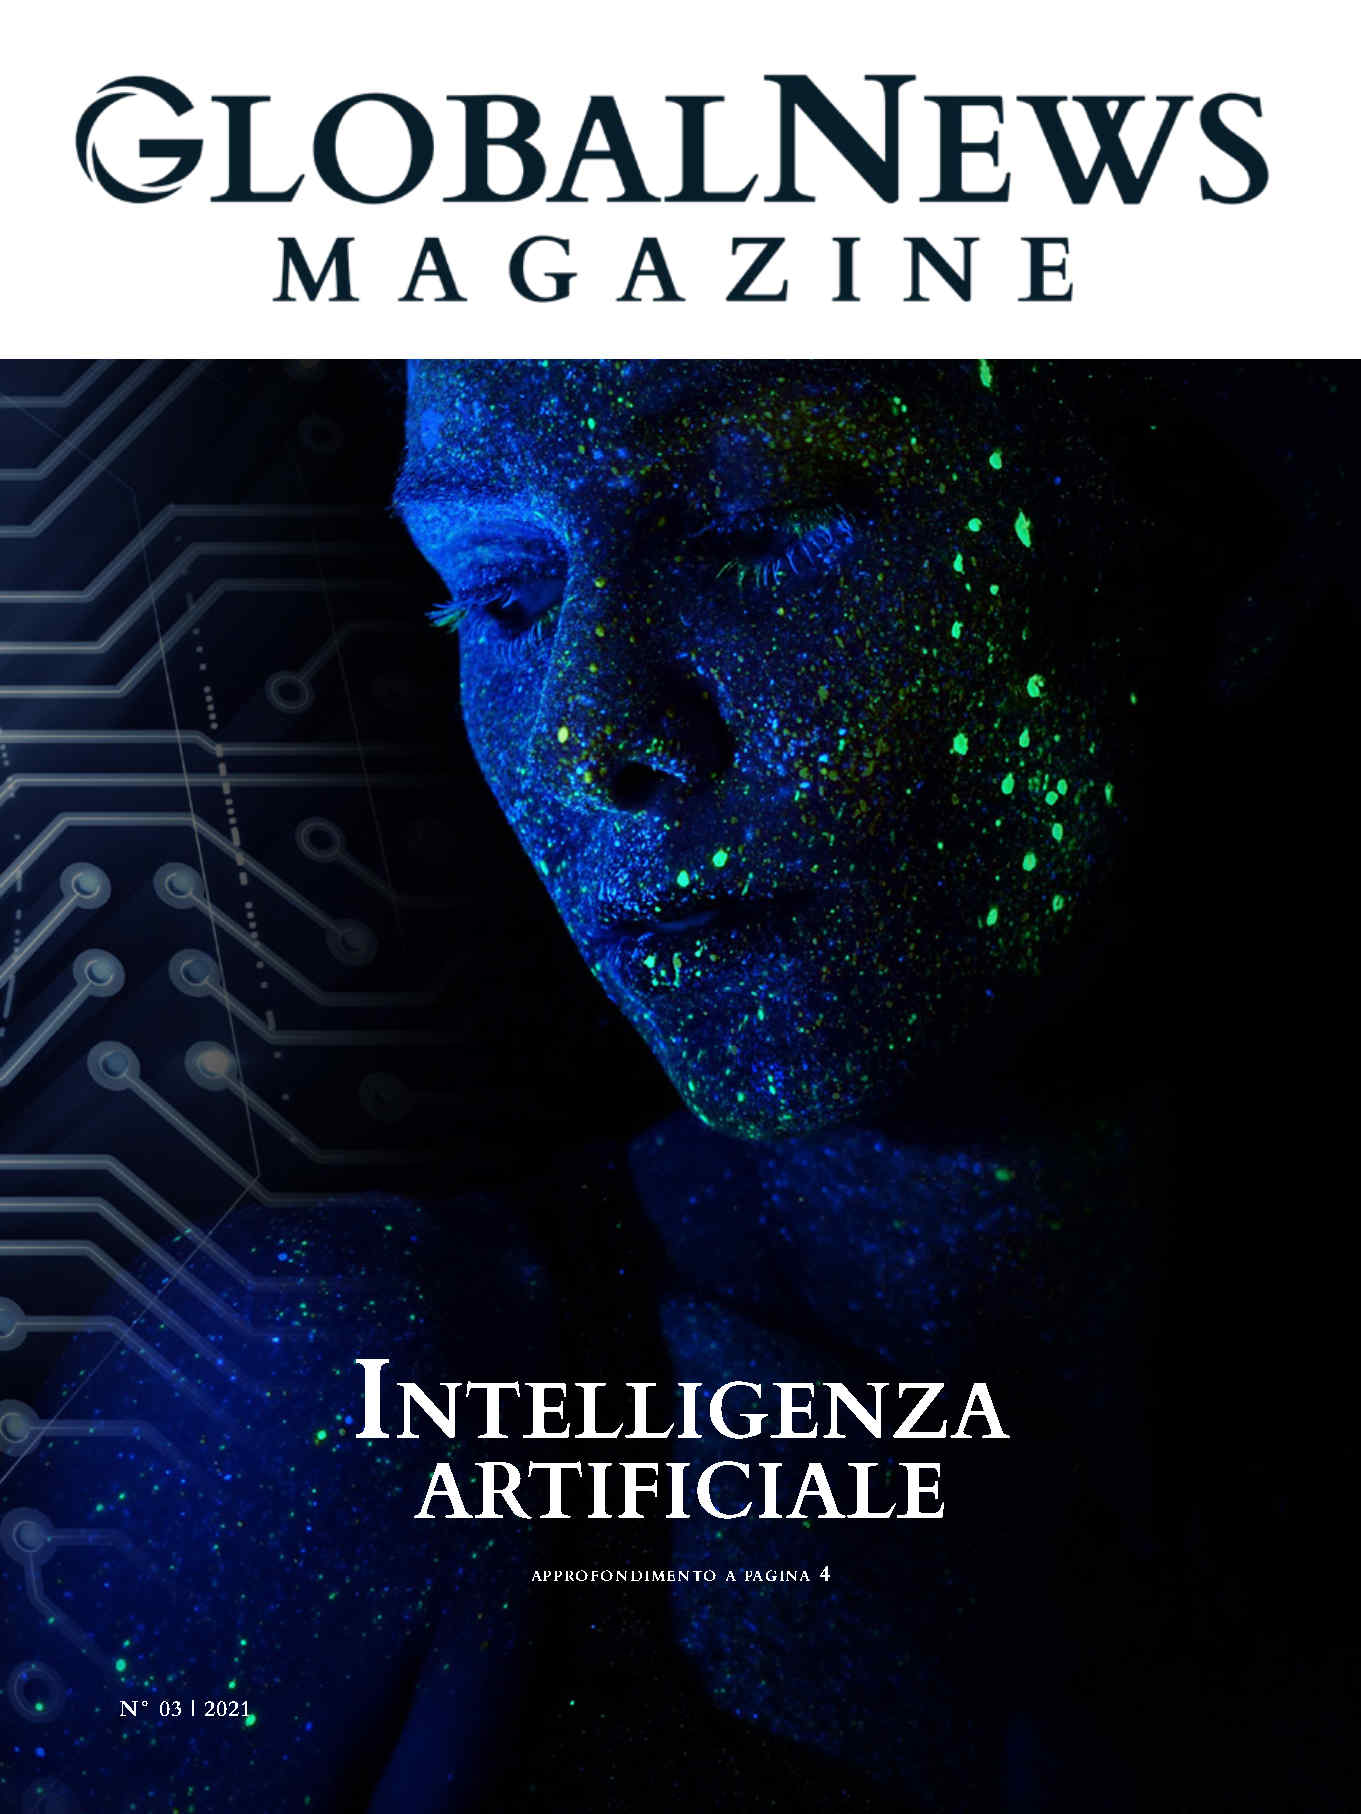 GLOBALNEWS
MAGAZINE
INTELLIGENZA
ARTIFICIALE
APPROFONDIMENTO A PAGINA 4
N° 03 | 2021